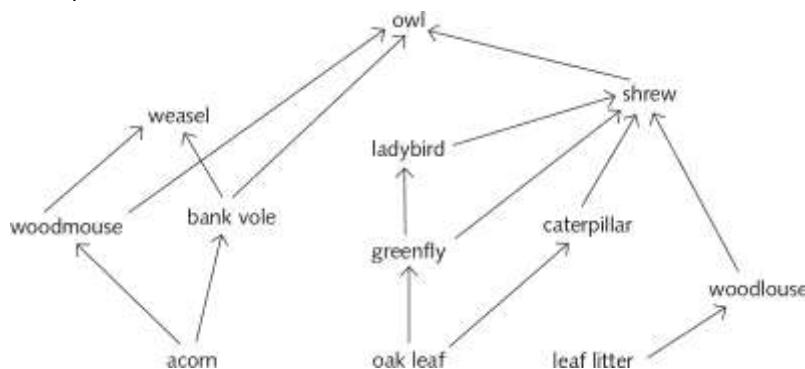 owl
shrew
weasel
ladybird
woodmouse
bank vole
caterpillar
greenfly
woodlouse
acorn
oak leaf
leaf litter